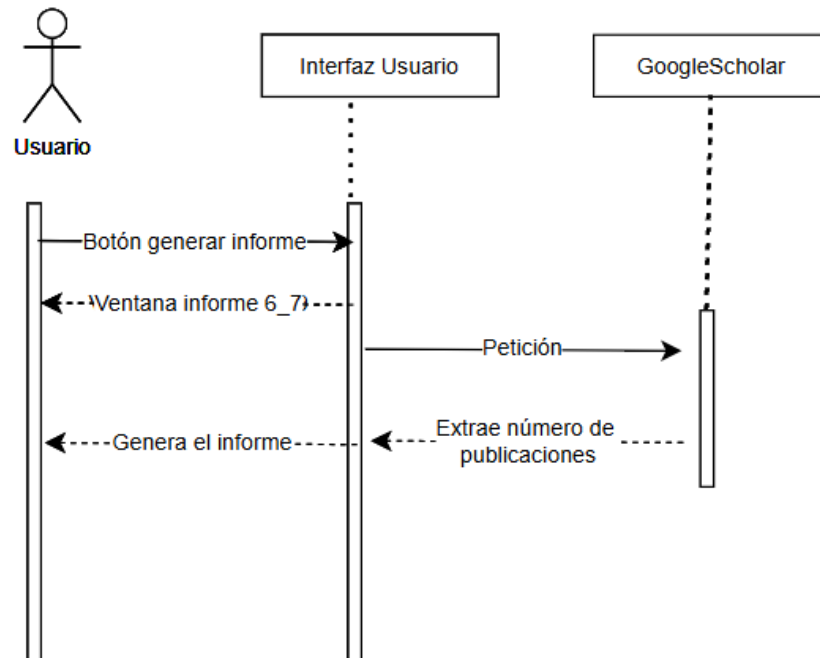 Interfaz Usuario
GoogleScholar
Usuario
Botón generar informe
Ventana informe 6_7
Petición
Extrae número de
publicaciones
Genera el informe